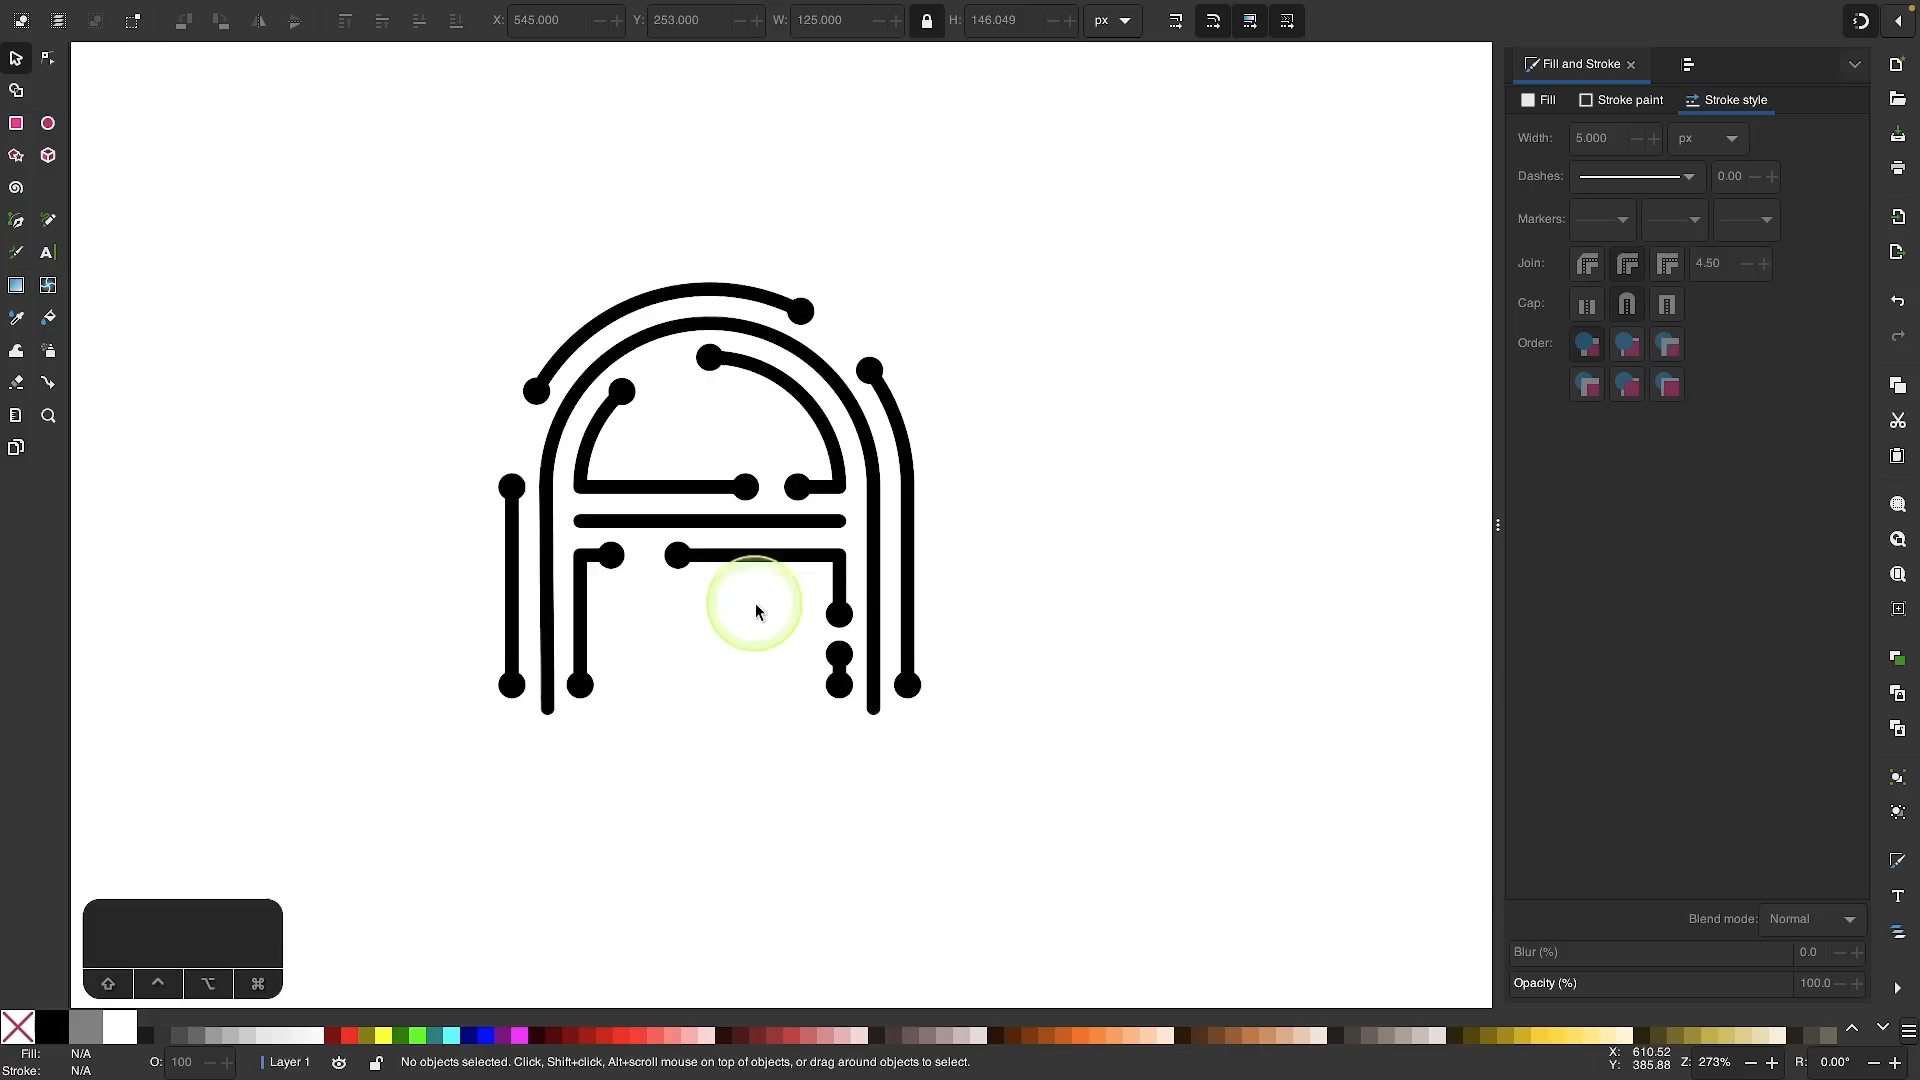 X: 545.000 Y: 253.000 W: 125.000 H: 146.049 px
Fill and Stroke
Fill Stroke paint Stroke style
Width: 5.000 px
Dashes: 0.00
Markers:
Join: 4.50
Cap:
Order:
Blend mode: Normal
Blur (%) 0.0
Opacity (%) 100.0
Fill: N/A
Stroke: N/A
O: 100
Layer 1
No objects selected. Click, Shift+click, Alt+scroll mouse on top of objects, or drag around objects to select.
X: 610.52
Y: 385.88
Z: 273%
R: 0.00°